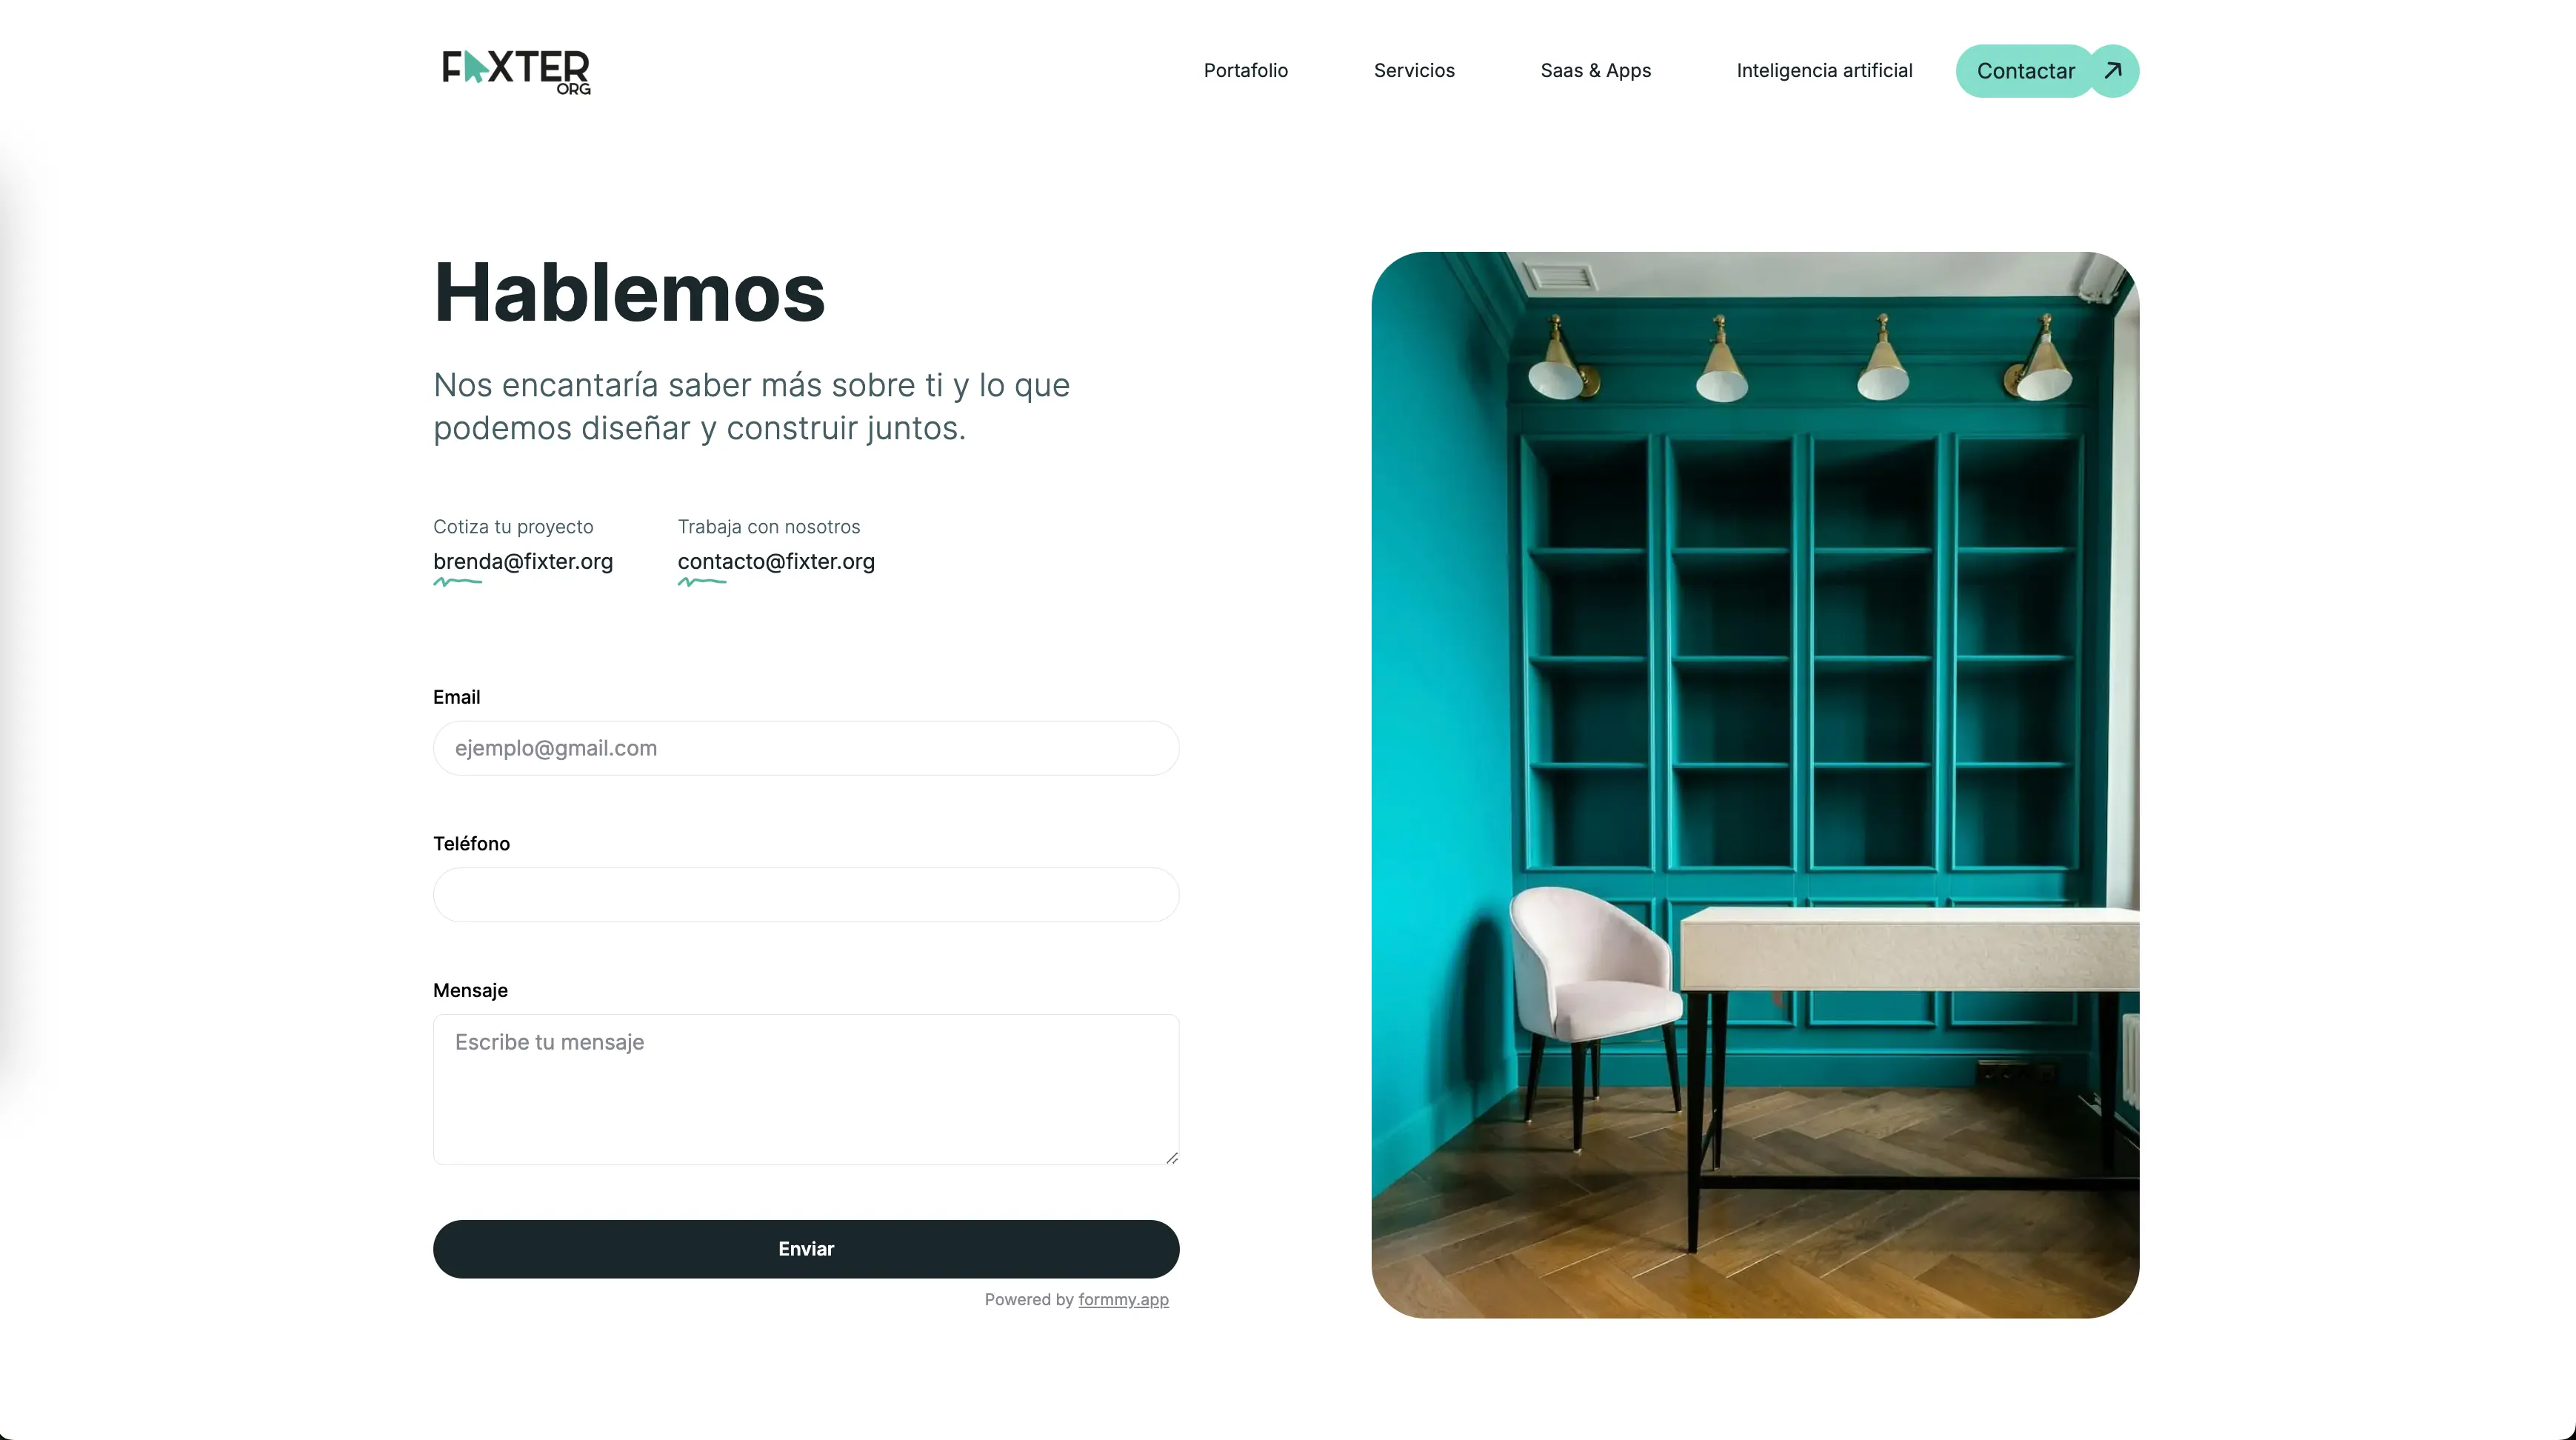 FIXTER
ORG
Portafolio
Servicios
Saas & Apps
Inteligencia artificial
Contactar
Hablemos
Nos encantaría saber más sobre ti y lo que
podemos diseñar y construir juntos.
Cotiza tu proyecto
brenda@fixter.org
Trabaja con nosotros
contacto@fixter.org
Email
ejemplo@gmail.com
Teléfono
Mensaje
Escribe tu mensaje
Enviar
Powered by formmy.app